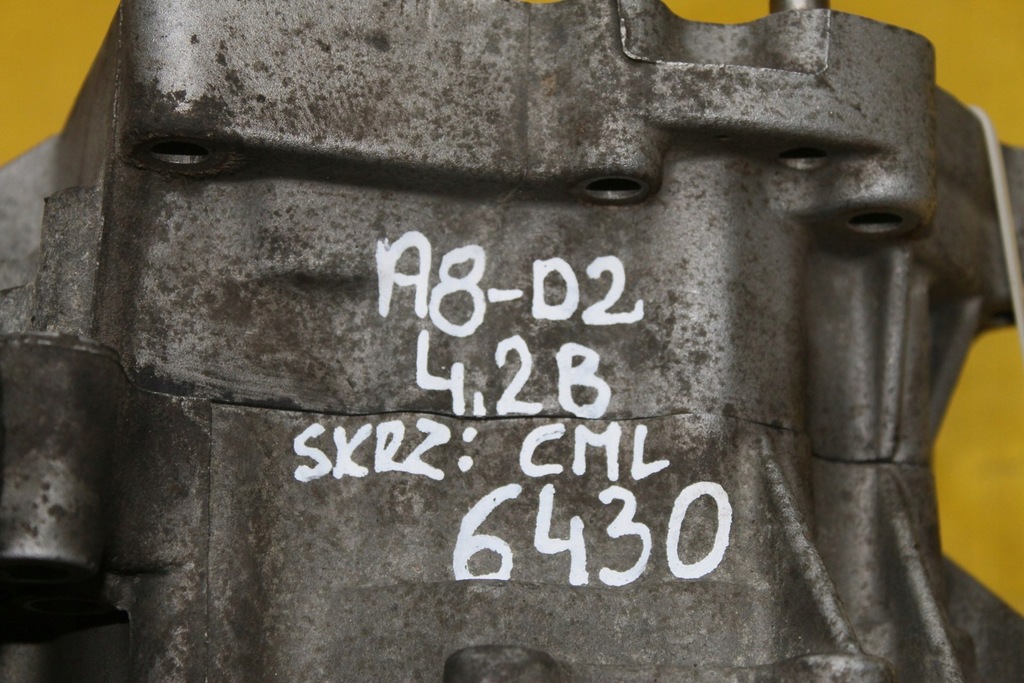 A8-D2
4,2B
SKRZ: CML
6430